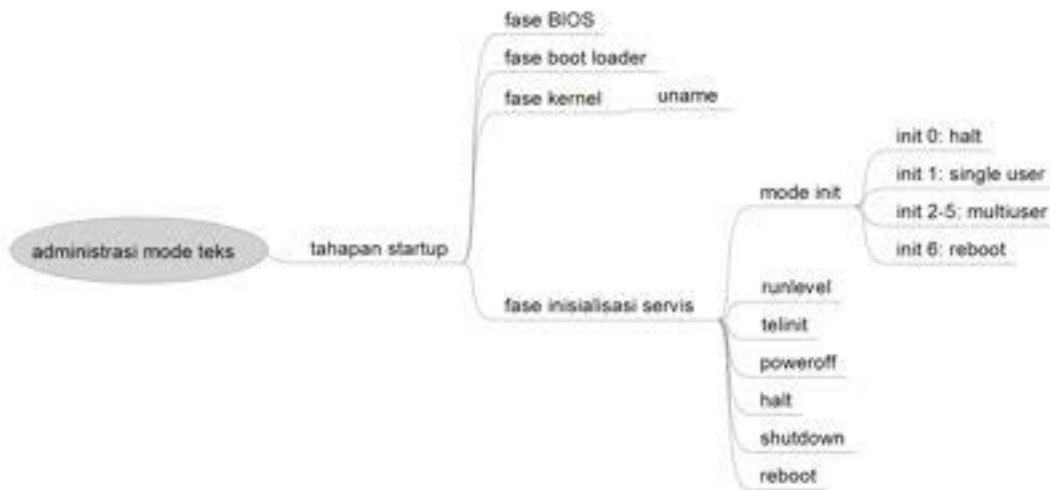 fase BIOS
fase boot loader
fase kernel
uname
init 0: halt
init 1: single user
mode init
init 2-5: multiuser
administrasi mode teks
tahapan startup
init 6: reboot
runlevel
fase inisialisasi servis
telinit
poweroff
halt
shutdown
reboot